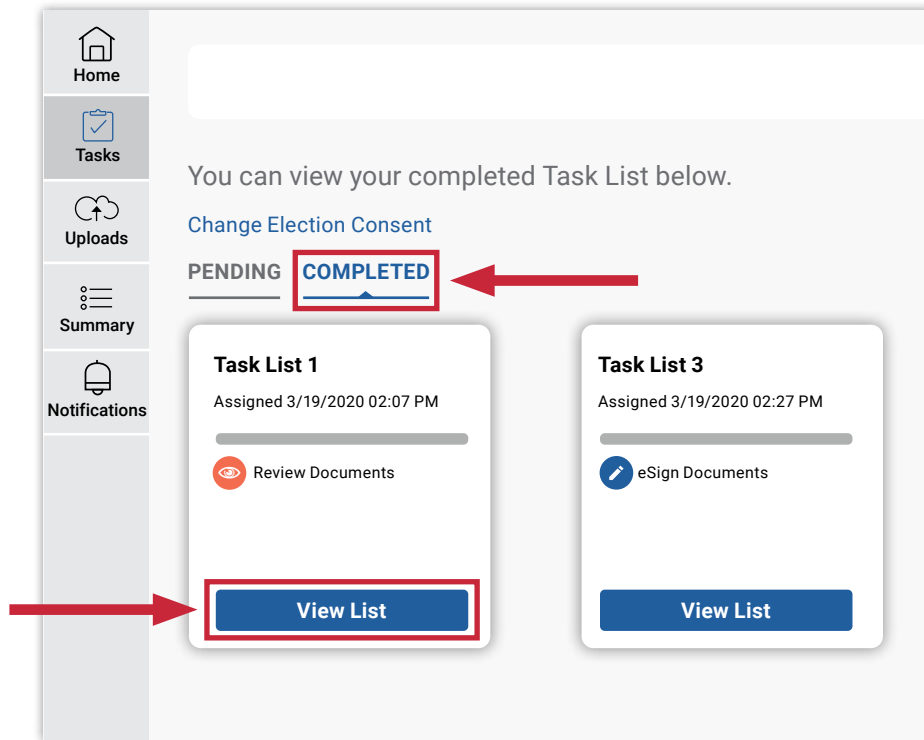 Home
Tasks
Uploads
Summary
Notifications
You can view your completed Task List below.
Change Election Consent
PENDING COMPLETED
Task List 1
Assigned 3/19/2020 02:07 PM
Review Documents
View List
Task List 3
Assigned 3/19/2020 02:27 PM
eSign Documents
View List